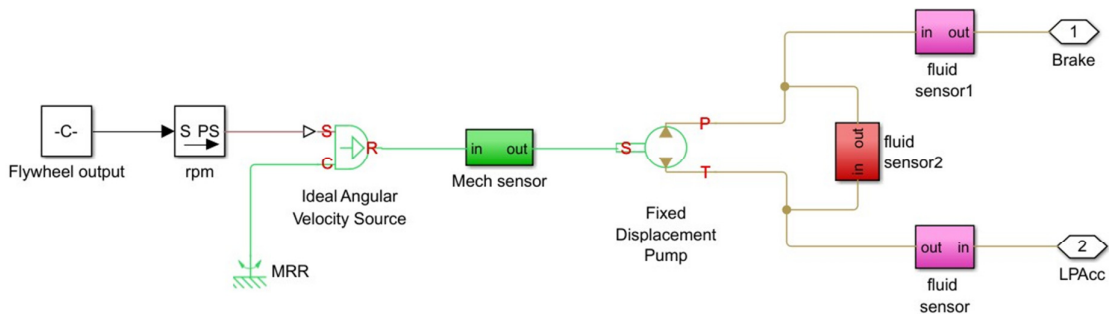 in out
fluid
sensor1
1
Brake
-C-
Flywheel output
S PS
rpm
S
C
R
Ideal Angular
Velocity Source
MRR
in out
Mech sensor
S
P
T
Fixed
Displacement
Pump
out
in
fluid
sensor2
out in
fluid
sensor
2
LPAcc